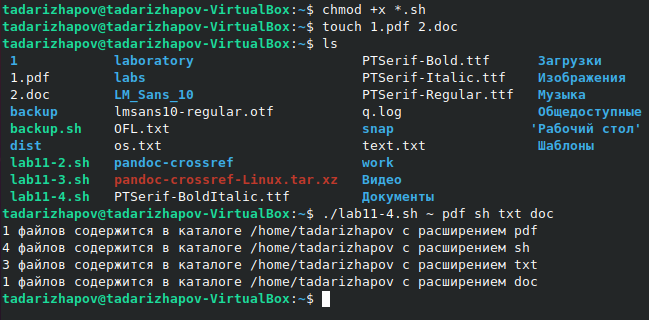 tadarizhapov@tadarizhapov-VirtualBox:~$ chmod +x *.sh
tadarizhapov@tadarizhapov-VirtualBox:~$ touch 1.pdf 2.doc
tadarizhapov@tadarizhapov-VirtualBox:~$ ls
1 laboratory PTSerif-Bold.ttf Загрузки
1.pdf labs PTSerif-Italic.ttf Изображения
2.doc LM_Sans_10 PTSerif-Regular.ttf Музыка
backup lmsans10-regular.otf q.log Общедоступные
backup.sh OFL.txt snap 'Рабочий стол'
dist os.txt text.txt Шаблоны
lab11-2.sh pandoc-crossref work
lab11-3.sh pandoc-crossref-Linux.tar.xz Видео
lab11-4.sh PTSerif-BoldItalic.ttf Документы
tadarizhapov@tadarizhapov-VirtualBox:~$ ./lab11-4.sh ~ pdf sh txt doc
1 файлов содержится в каталоге /home/tadarizhapov с расширением pdf
4 файлов содержится в каталоге /home/tadarizhapov с расширением sh
3 файлов содержится в каталоге /home/tadarizhapov с расширением txt
1 файлов содержится в каталоге /home/tadarizhapov с расширением doc
tadarizhapov@tadarizhapov-VirtualBox:~$